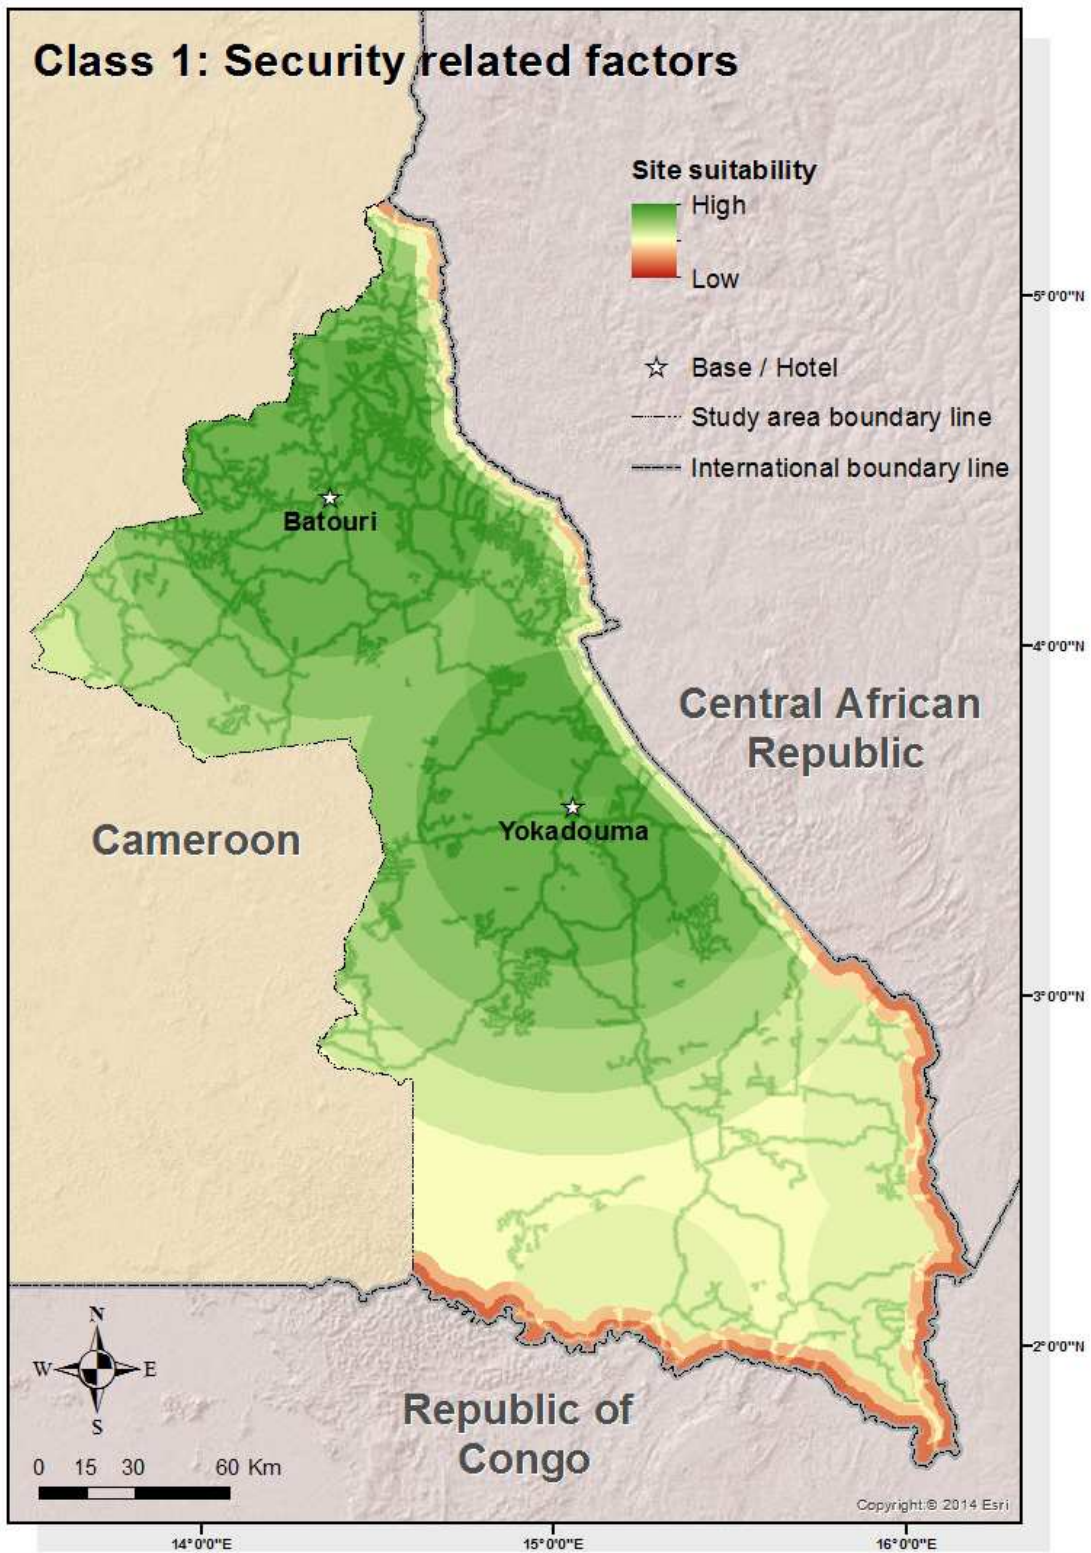 Class 1: Security related factors
Site suitability
High
Low
Base / Hotel
Study area boundary line
International boundary line
5°0'0"N
Batouri
4°0'0"N
Central African
Republic
Yokadouma
Cameroon
3°0'0"N
2°0'0"N
N
W E
S
Republic of
Congo
0 15 30 60 Km
Copyright:© 2014 Esri
14°0'0"E 15°0'0"E 16°0'0"E